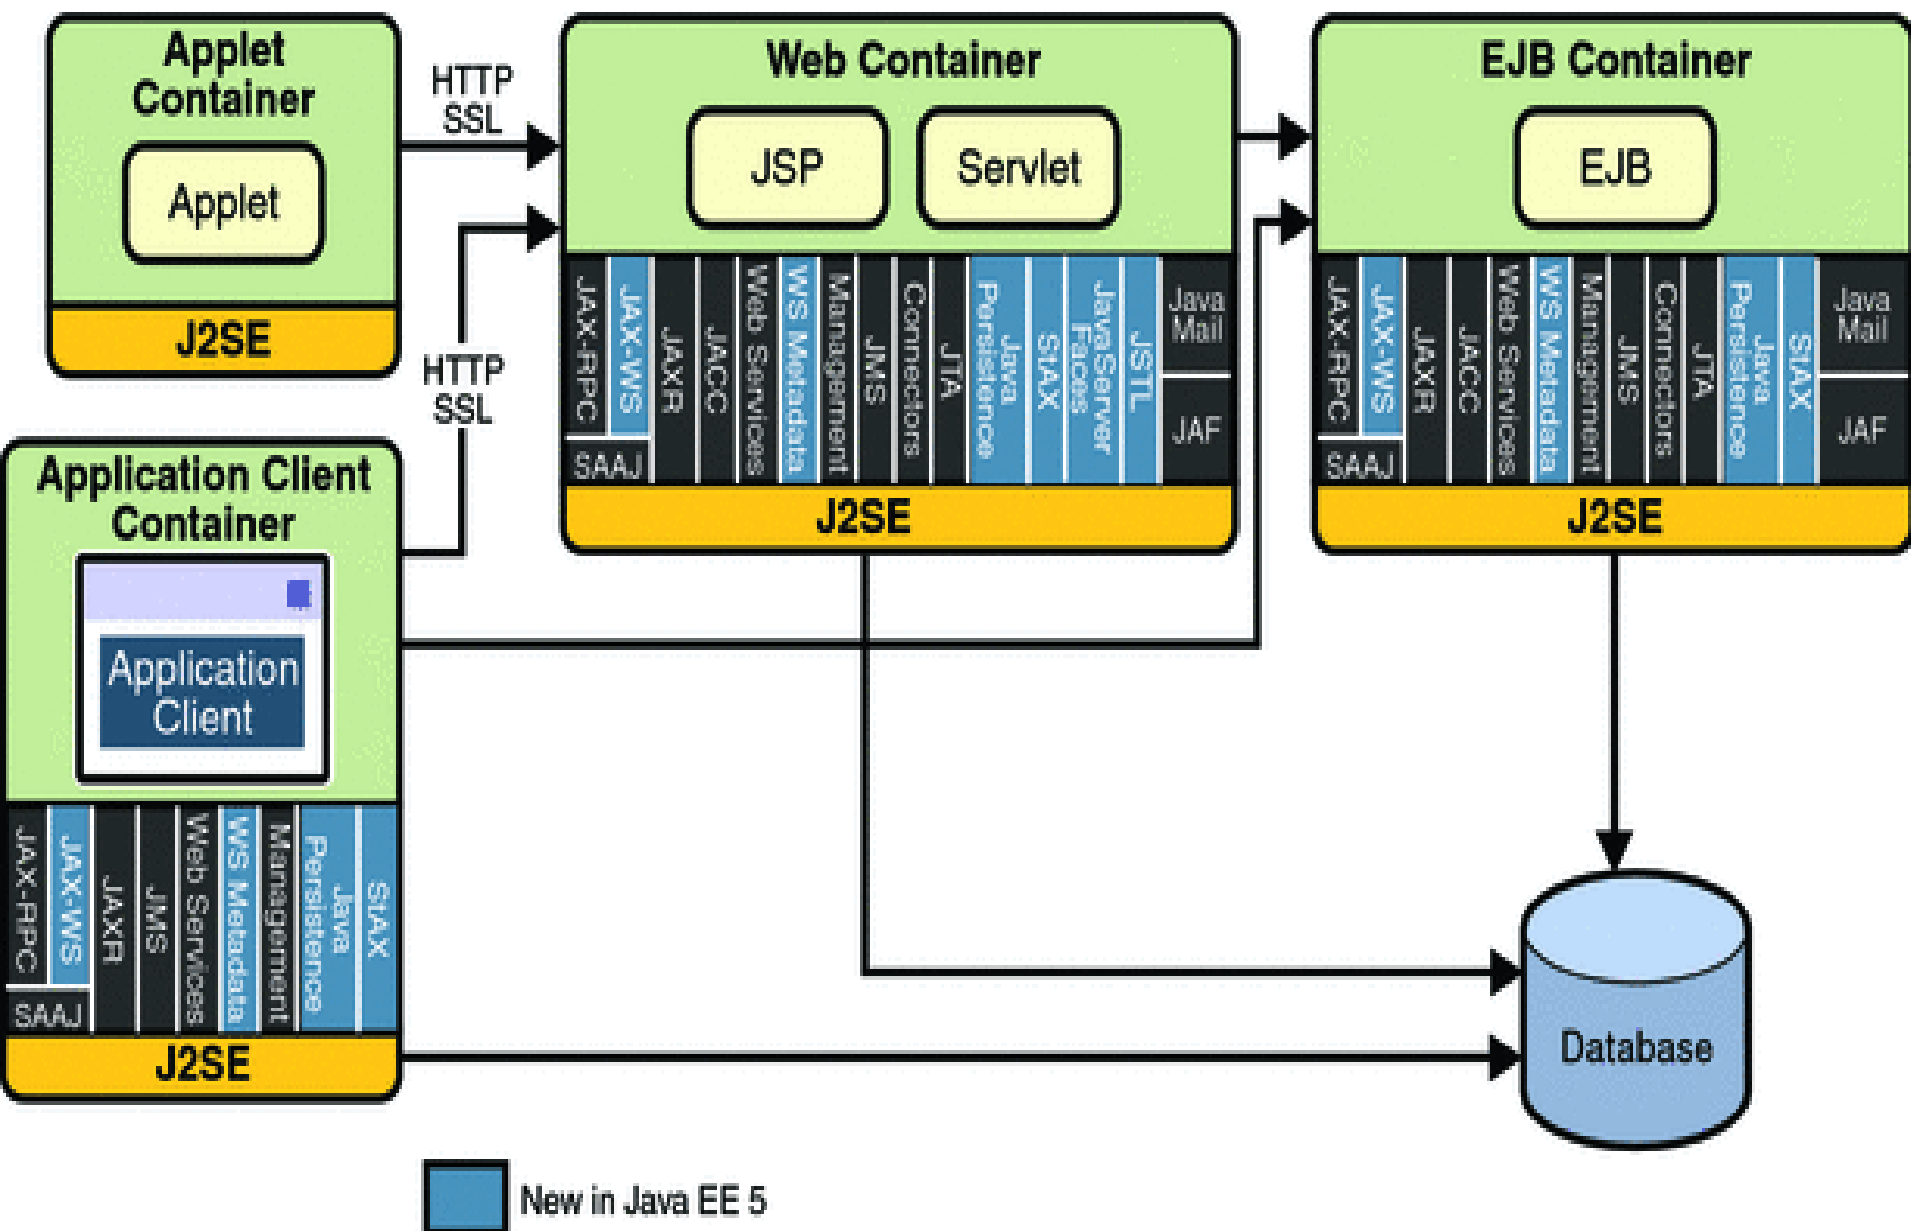 Applet
Container
Applet
J2SE
HTTP
SSL
Web Container
JSP
Servlet
JAX-RPC
JAX-WS
SAAJ
JAXR
JACC
Web Services
WS Metadata
Management
JMS
Connectors
JTA
Java
Persistence
StAX
JavaServer
Faces
JSTL
Java
Mail
JAF
J2SE
EJB Container
EJB
JAX-RPC
JAX-WS
SAAJ
JAXR
JACC
Web Services
WS Metadata
Management
JMS
Connectors
JTA
Java
Persistence
StAX
Java
Mail
JAF
J2SE
HTTP
SSL
Application Client
Container
Application
Client
JAX-RPC
JAX-WS
SAAJ
JAXR
JMS
Web Services
WS Metadata
Management
Java
Persistence
StAX
J2SE
Database
New in Java EE 5